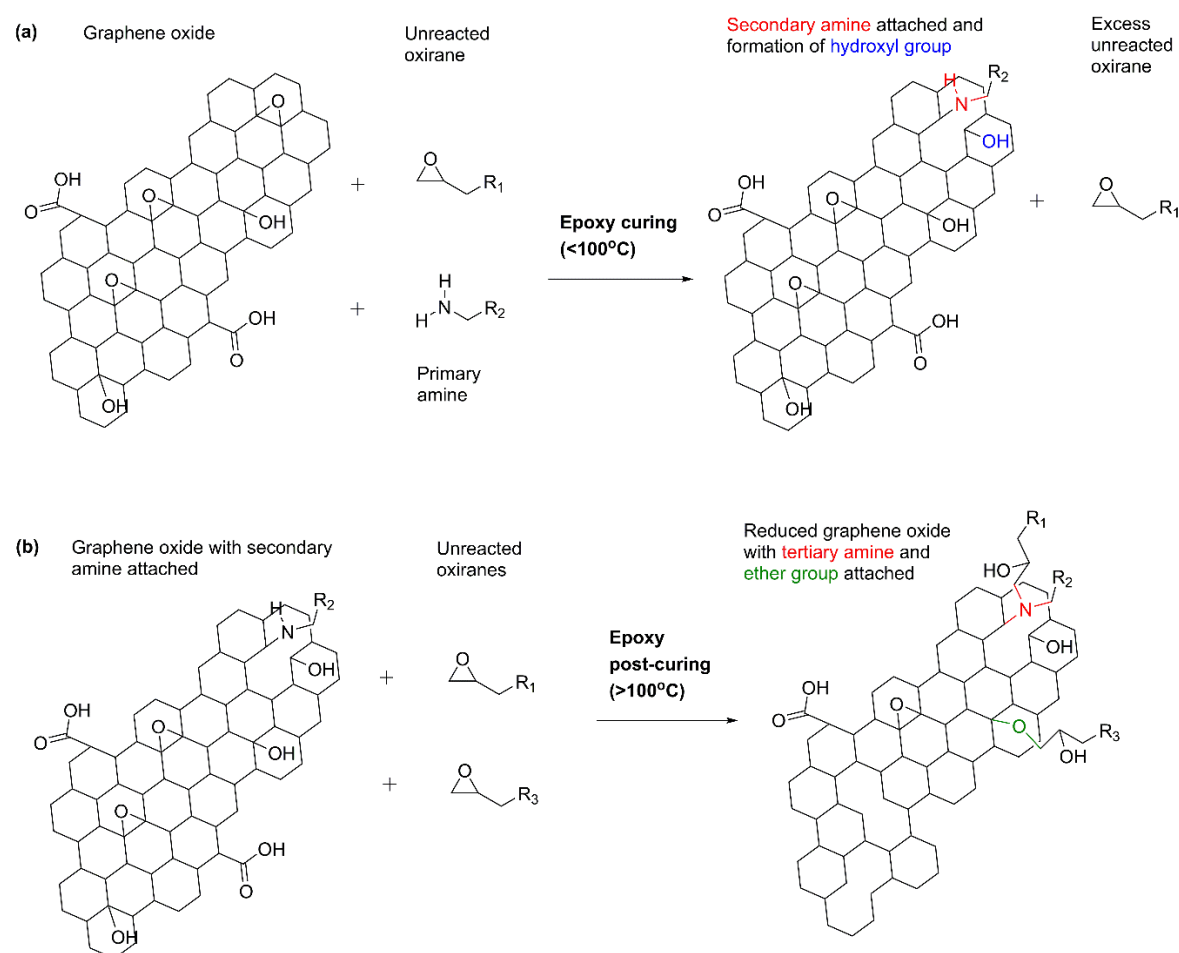 (a)
Graphene oxide
Unreacted
oxirane
Secondary amine attached and
formation of hydroxyl group
Excess
unreacted
oxirane
O
OH
O
O
OH
O
OH
O
OH
+
O
R1
+
H
H
N
R2
Primary
amine
Epoxy curing
(<100°C)
H
N
R2
OH
OH
O
O
OH
O
OH
O
OH
+
O
R1
(b)
Graphene oxide with secondary
amine attached
Unreacted
oxiranes
Reduced graphene oxide
with tertiary amine and
ether group attached
H
N
R2
OH
OH
O
O
OH
O
OH
O
OH
+
O
R1
+
O
R3
Epoxy
post-curing
(>100°C)
R1
HO
R2
N
OH
OH
O
O
O
R3
OH